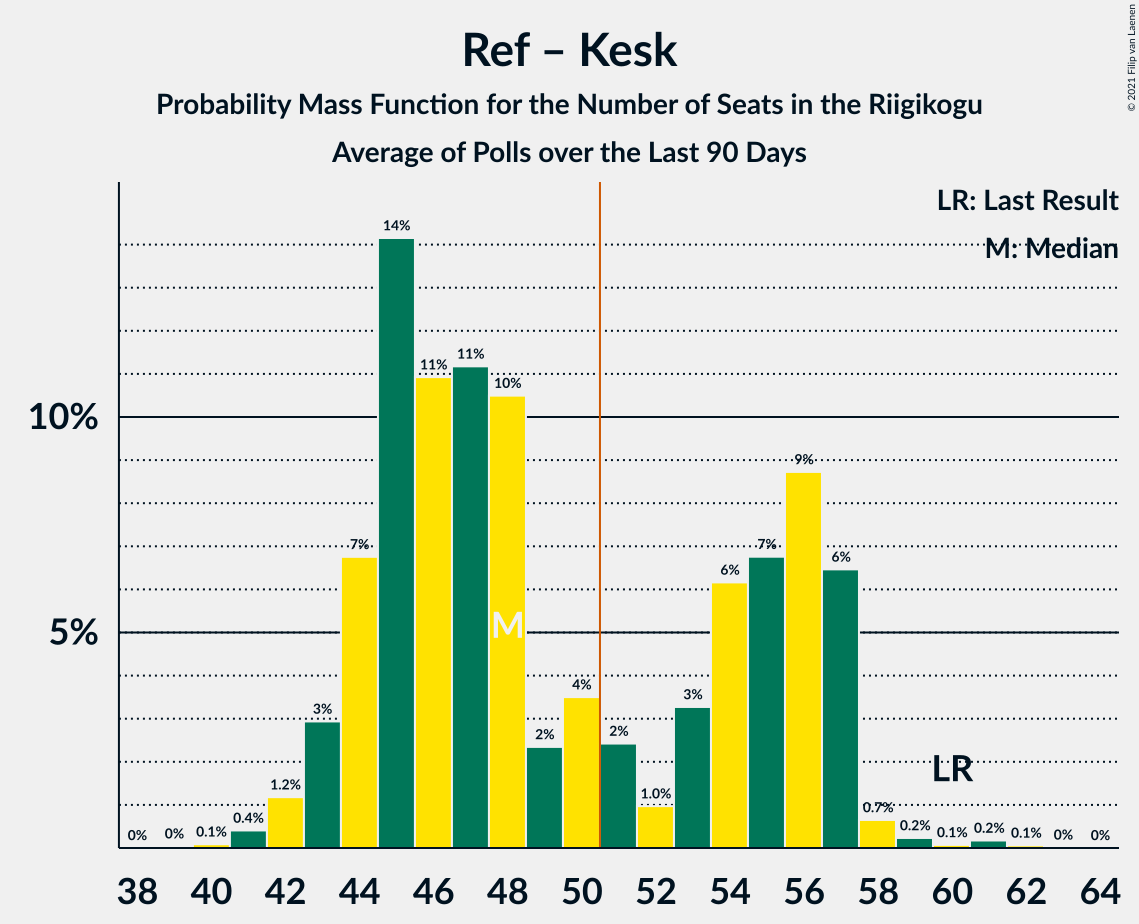 Ref – Kesk
Probability Mass Function for the Number of Seats in the Riigikogu
Average of Polls over the Last 90 Days
© 2021 Filip van Laenen
LR: Last Result
M: Median
10%
5%
0% 0% 0.1% 0.4% 1.2% 3% 7% 14% 11% 11% 10% 2% 4% 2% 1.0% 3% 6% 7% 9% 6% 0.7% 0.2% 0.1% 0.2% 0.1% 0% 0%
M
LR
38 40 42 44 46 48 50 52 54 56 58 60 62 64